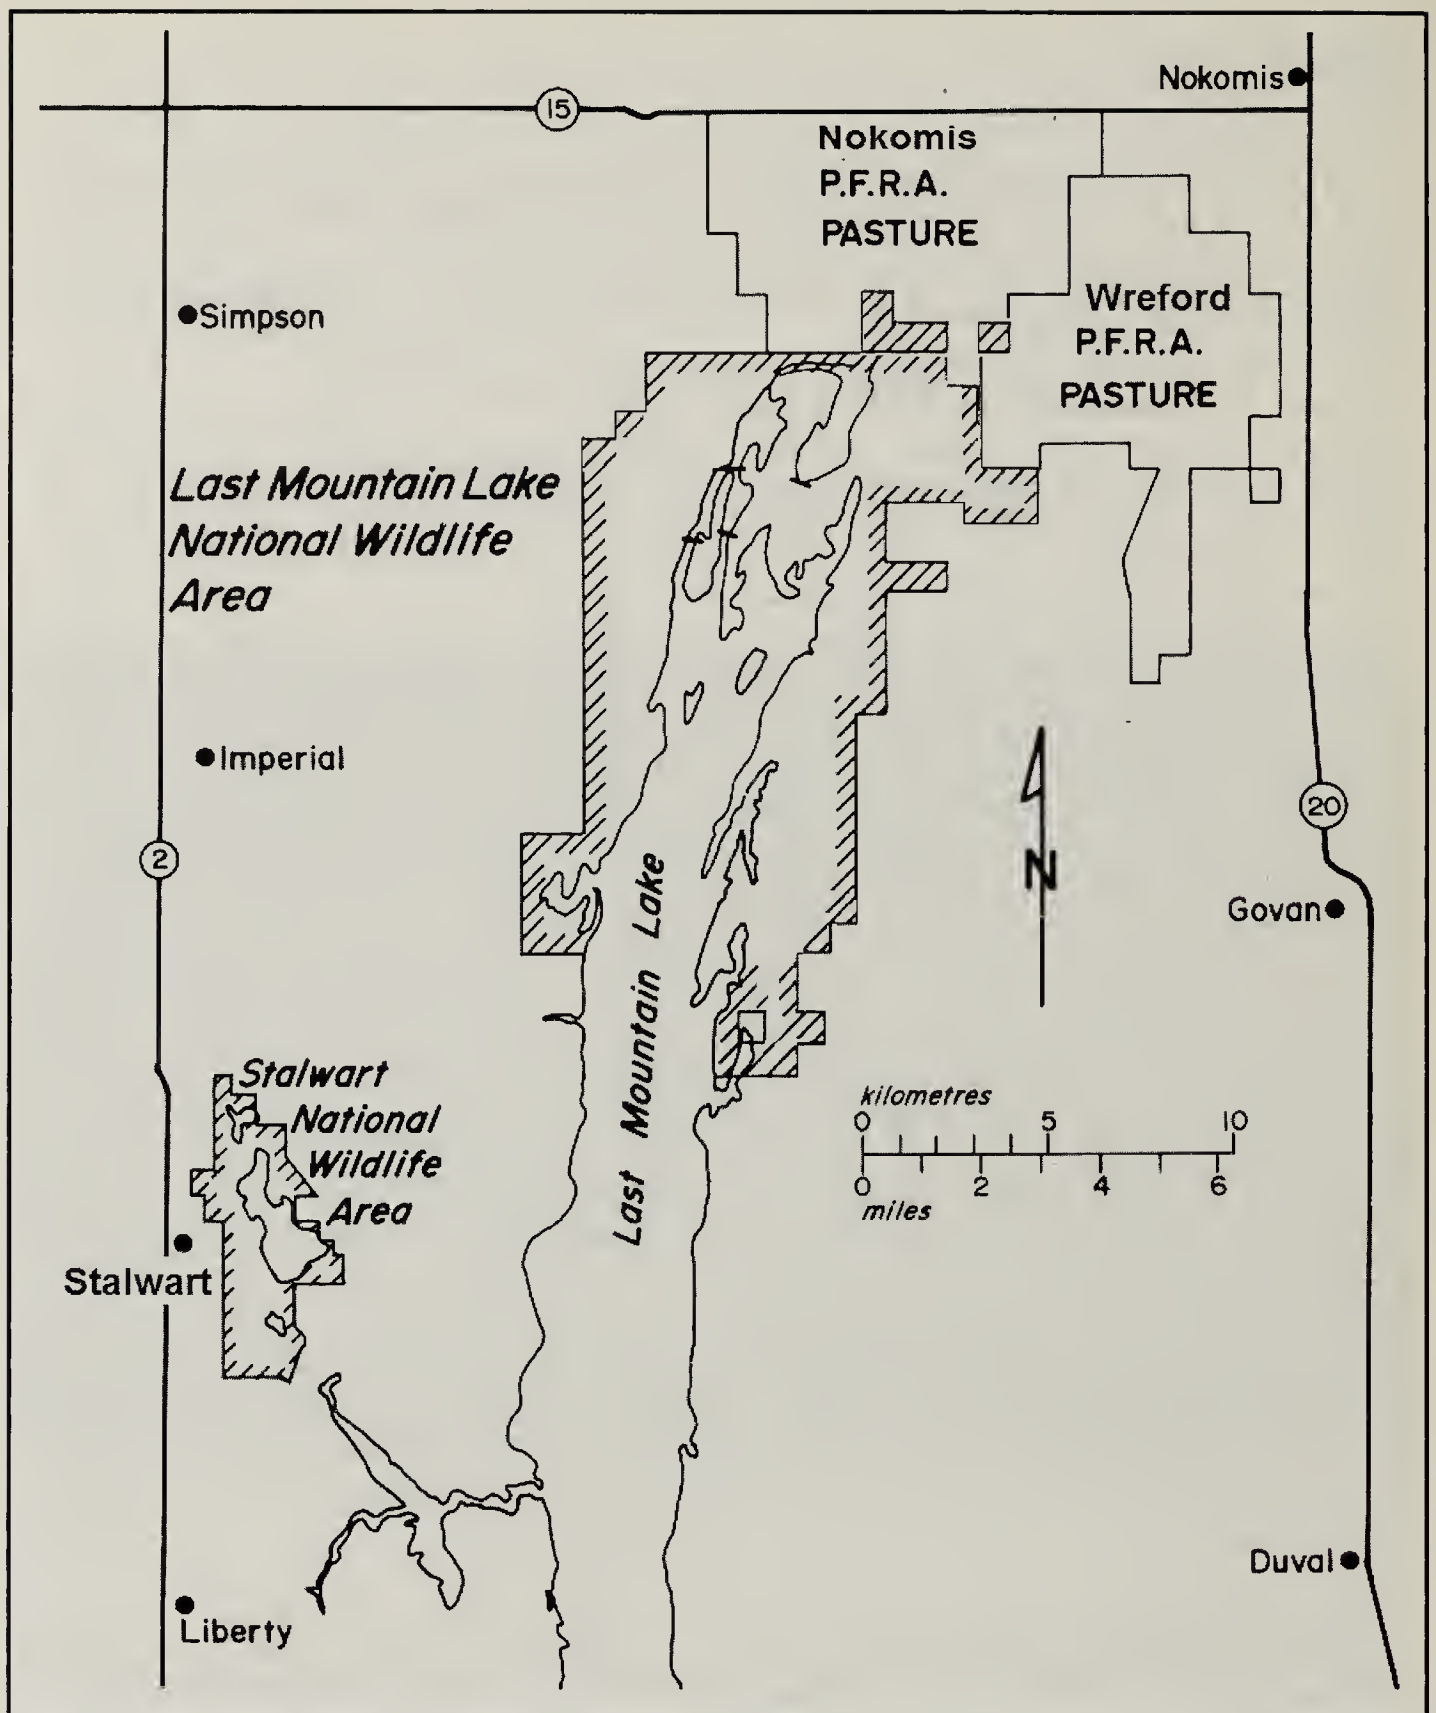 Nokomis
15
Nokomis
P.F.R.A.
PASTURE
Simpson
Wreford
P.F.R.A.
PASTURE
Last Mountain Lake
National Wildlife
Area
Imperial
2
20
N
Govan
Last Mountain Lake
Stalwart
National
Wildlife
Area
kilometres
0 5 10
0 2 4 6
miles
Stalwart
Duval
Liberty